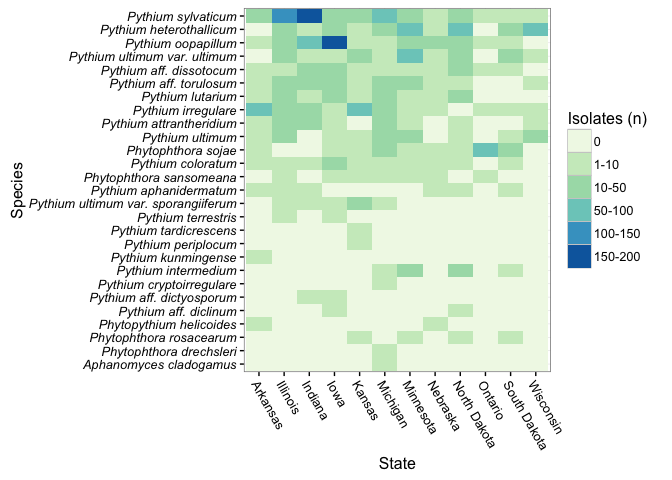 Species
Pythium sylvaticum
Pythium heterothallicum
Pythium oopapillum
Pythium ultimum var. ultimum
Pythium aff. dissotocum
Pythium aff. torulosum
Pythium lutarium
Pythium irregulare
Pythium attrantheridium
Pythium ultimum
Phytophthora sojae
Pythium coloratum
Phytophthora sansomeana
Pythium aphanidermatum
Pythium ultimum var. sporangiiferum
Pythium terrestris
Pythium tardicrescens
Pythium periplocum
Pythium kunmingense
Pythium intermedium
Pythium cryptoirregulare
Pythium aff. dictyosporum
Pythium aff. diclinum
Phytopythium helicoides
Phytophthora rosacearum
Phytophthora drechsleri
Aphanomyces cladogamus
Arkansas
Illinois
Indiana
Iowa
Kansas
Michigan
Minnesota
Nebraska
North Dakota
Ontario
South Dakota
Wisconsin
State
Isolates (n)
0
1-10
10-50
50-100
100-150
150-200